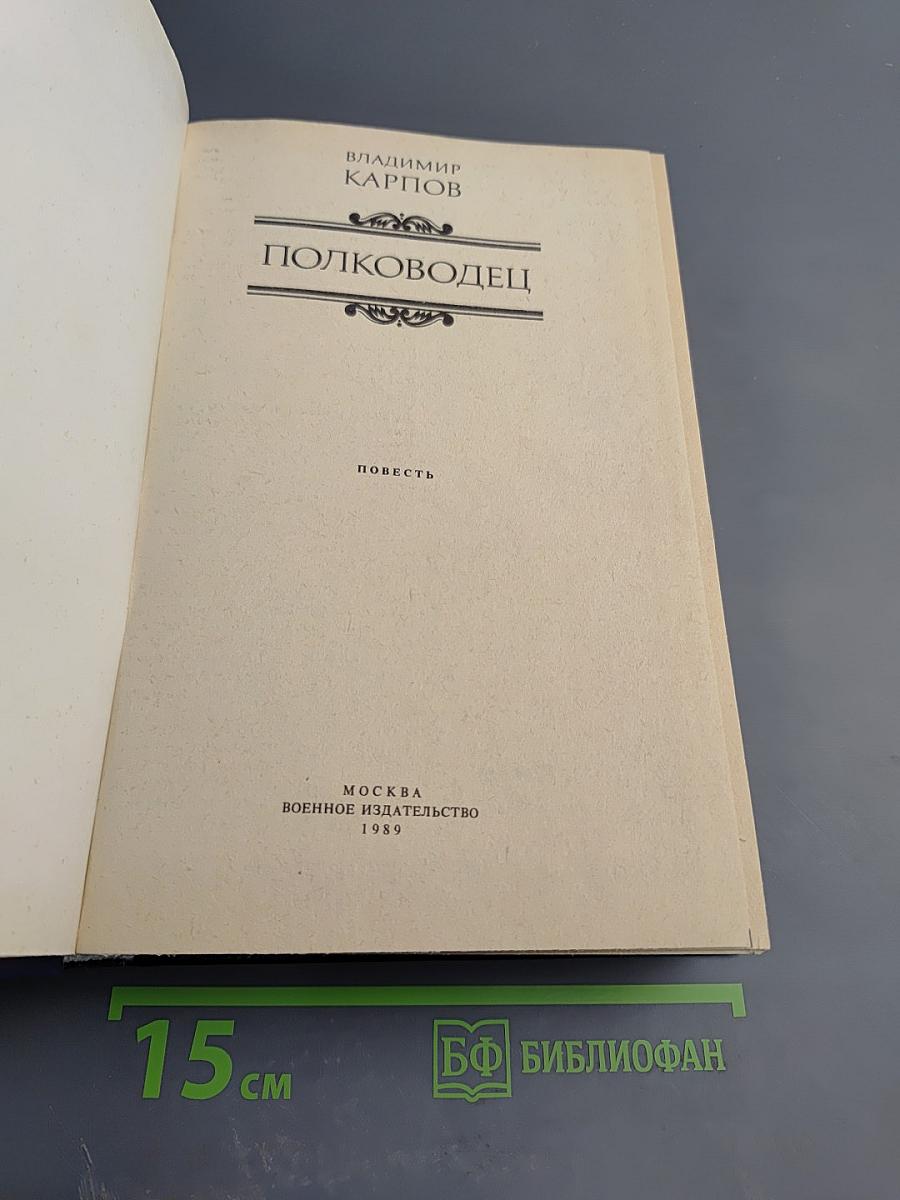 ВЛАДИМИР
КАРПОВ
ПОЛКОВОДЕЦ
ПОВЕСТЬ
МОСКВА
ВОЕННОЕ ИЗДАТЕЛЬСТВО
1989
15 см
БФ БИБЛИОФАН